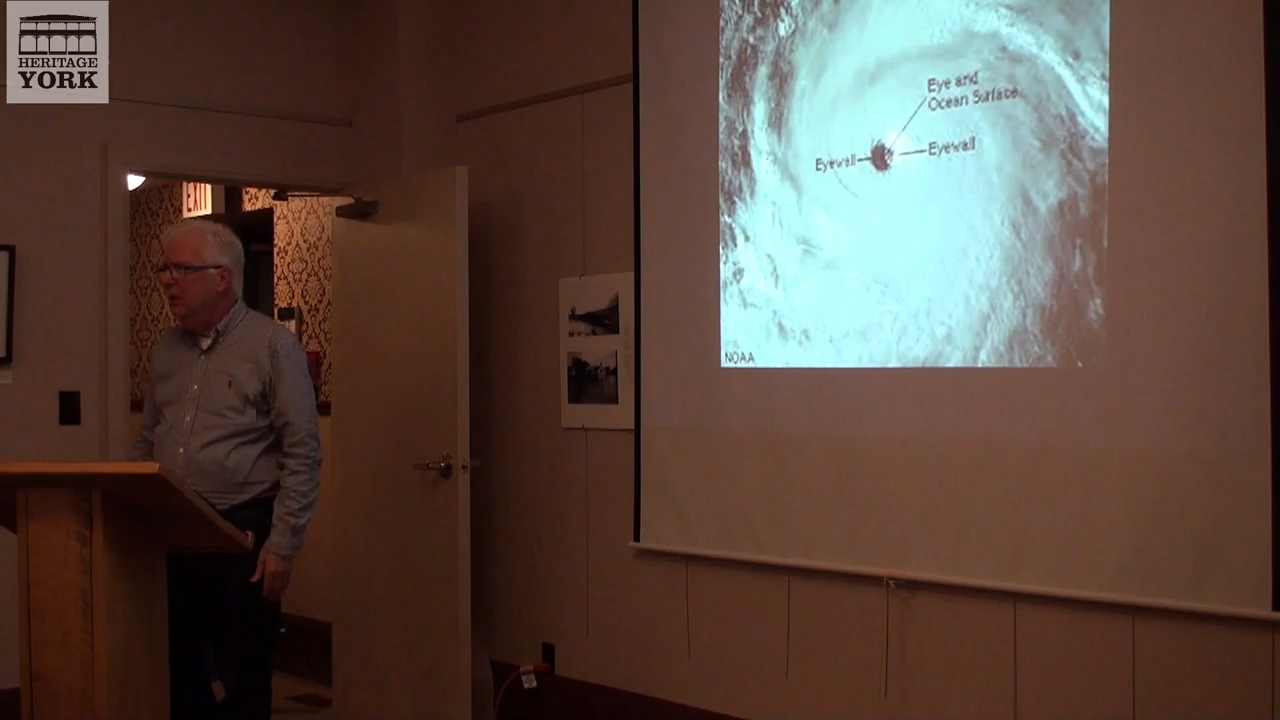 HERITAGE
YORK
EXIT
Eye and
Ocean Surface
Eyewall
Eyewall
NOAA